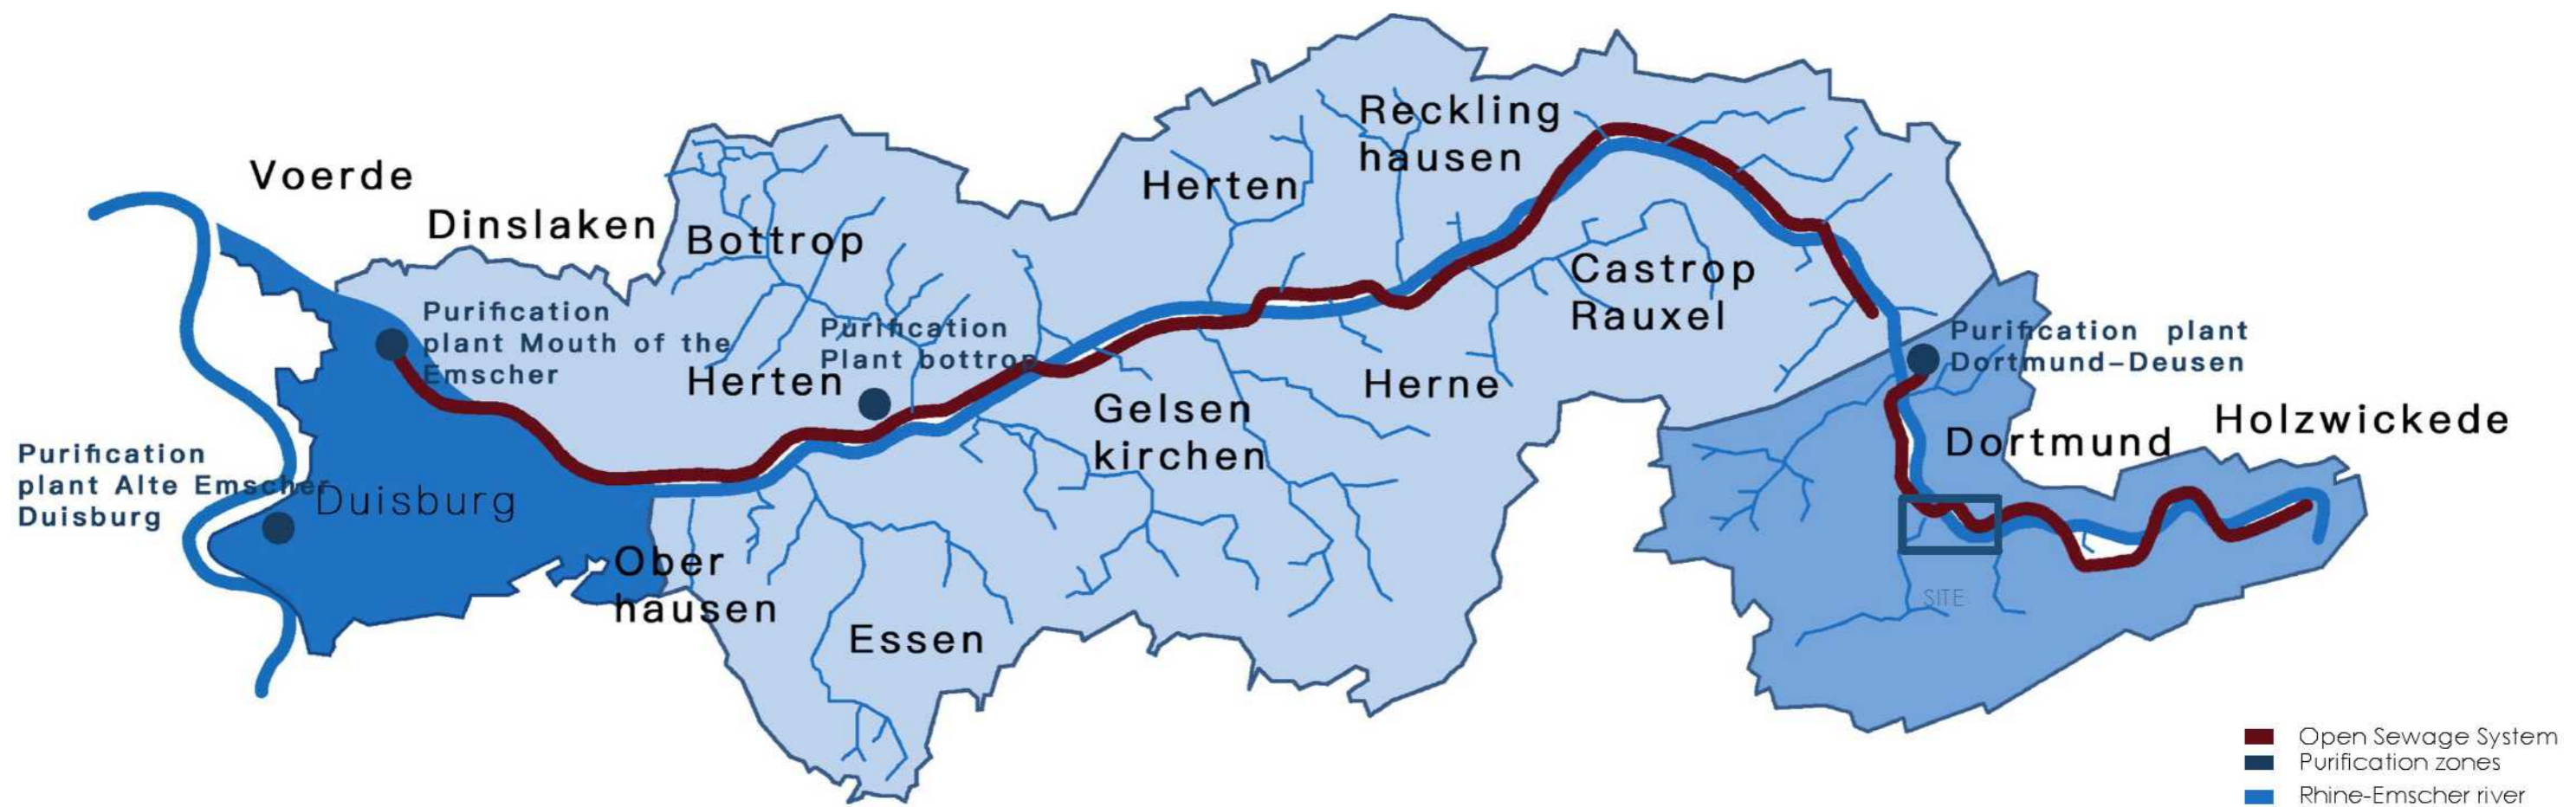 Voerde
Dinslaken
Bottrop
Herten
Reckling
hausen
Castrop
Rauxel
Purification
plant Mouth of the
Emscher
Purification
Plant bottrop
Herten
Gelsen
kirchen
Herne
Purification plant
Dortmund-Deusen
Dortmund
Holzwickede
Purification
plant Alte Emscher
Duisburg
Duisburg
Ober
hausen
Essen
SITE
Open Sewage System
Purification zones
Rhine-Emscher river